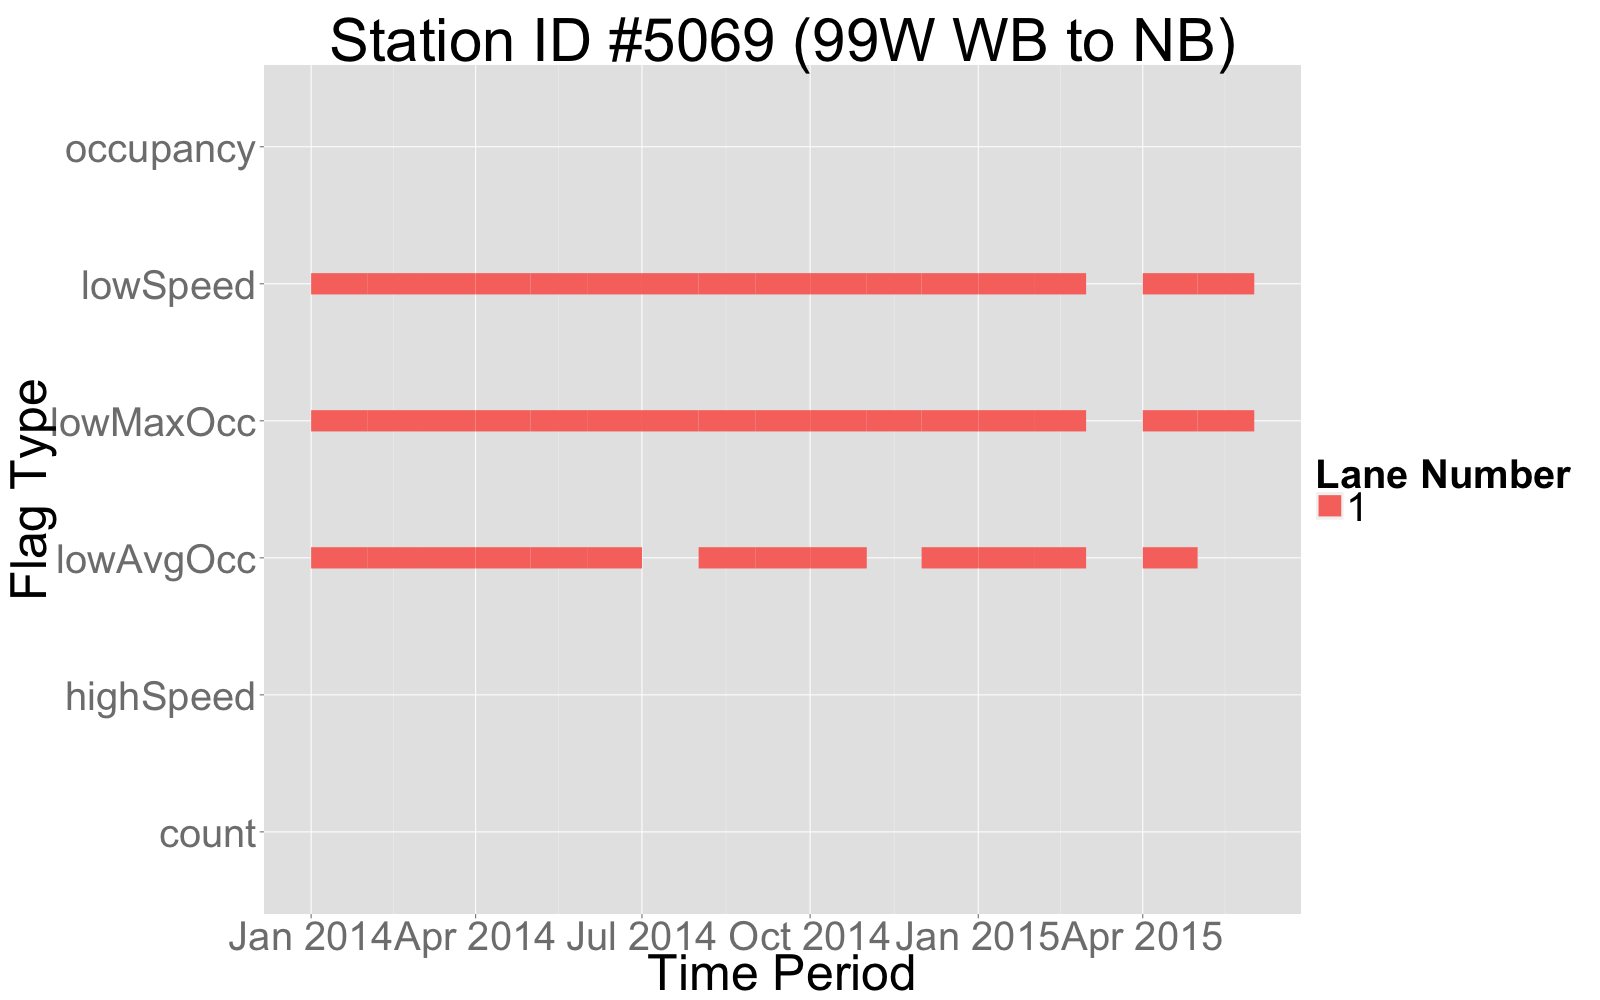 Station ID #5069 (99W WB to NB)
occupancy
lowSpeed
lowMaxOcc
lowAvgOcc
highSpeed
count
Flag Type
Jan 2014 Apr 2014 Jul 2014 Oct 2014 Jan 2015 Apr 2015
Time Period
Lane Number
1